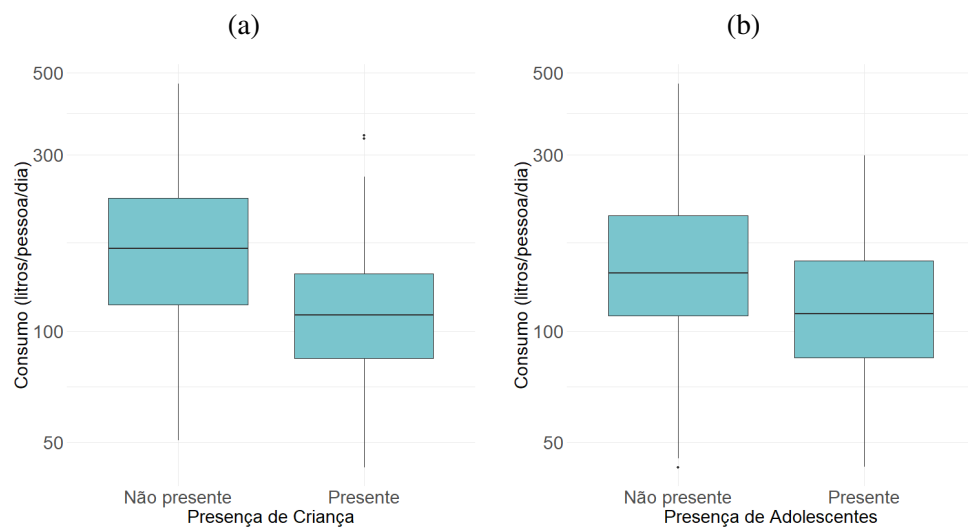 (a)
500
300
100
50
Consumo (litros/pessoa/dia)
Não presente
Presente
Presença de Criança
(b)
500
300
100
50
Consumo (litros/pessoa/dia)
Não presente
Presente
Presença de Adolescentes